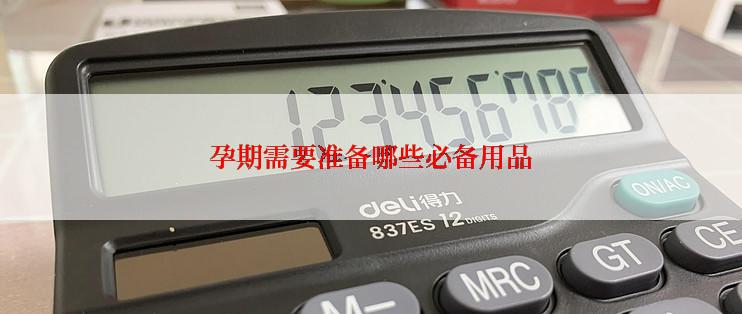 123456789
孕期需要准备哪些必备用品
deli得力
837ES 12 DIGITS
ON/AC
CE
GT
MRC
M-